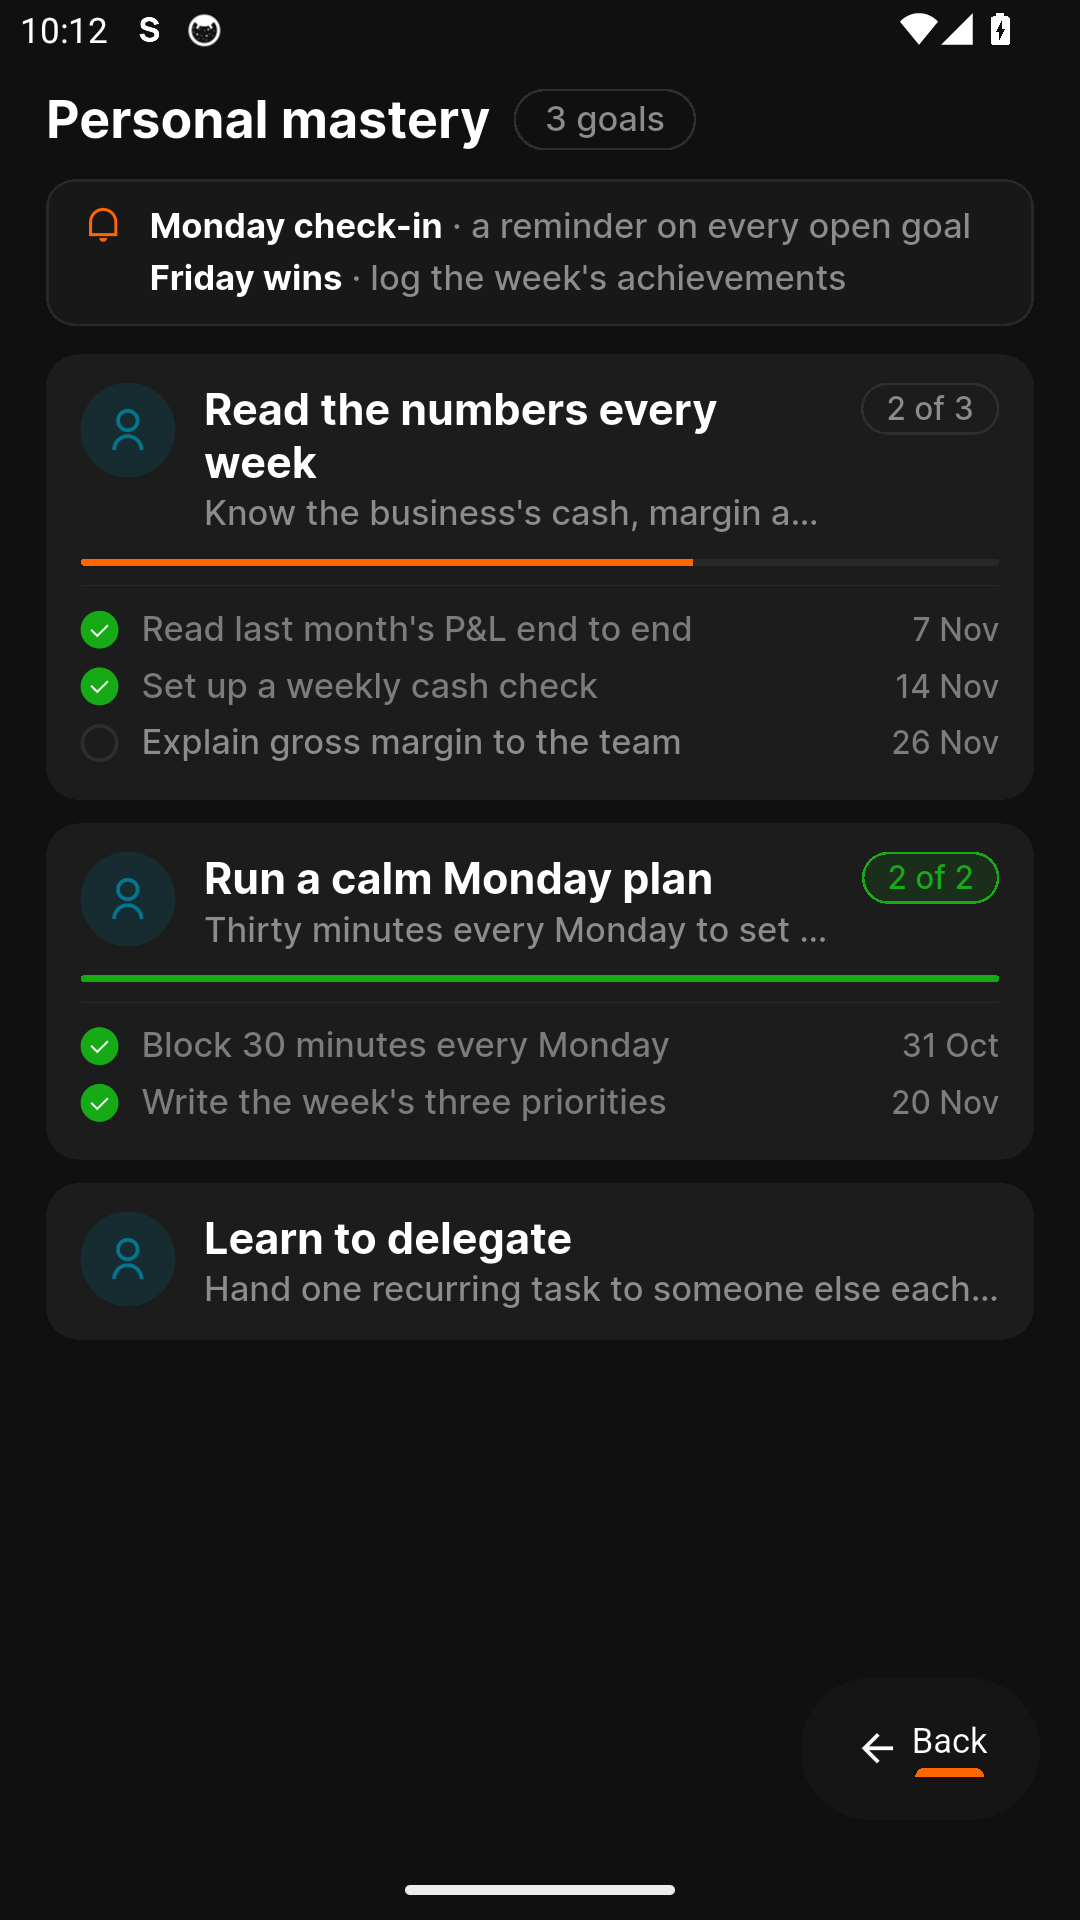 10:12 S
Personal mastery 3 goals
Monday check-in · a reminder on every open goal
Friday wins · log the week's achievements
Read the numbers every 2 of 3
week
Know the business's cash, margin a...
Read last month's P&L end to end 7 Nov
Set up a weekly cash check 14 Nov
Explain gross margin to the team 26 Nov
Run a calm Monday plan 2 of 2
Thirty minutes every Monday to set ...
Block 30 minutes every Monday 31 Oct
Write the week's three priorities 20 Nov
Learn to delegate
Hand one recurring task to someone else each...
Back